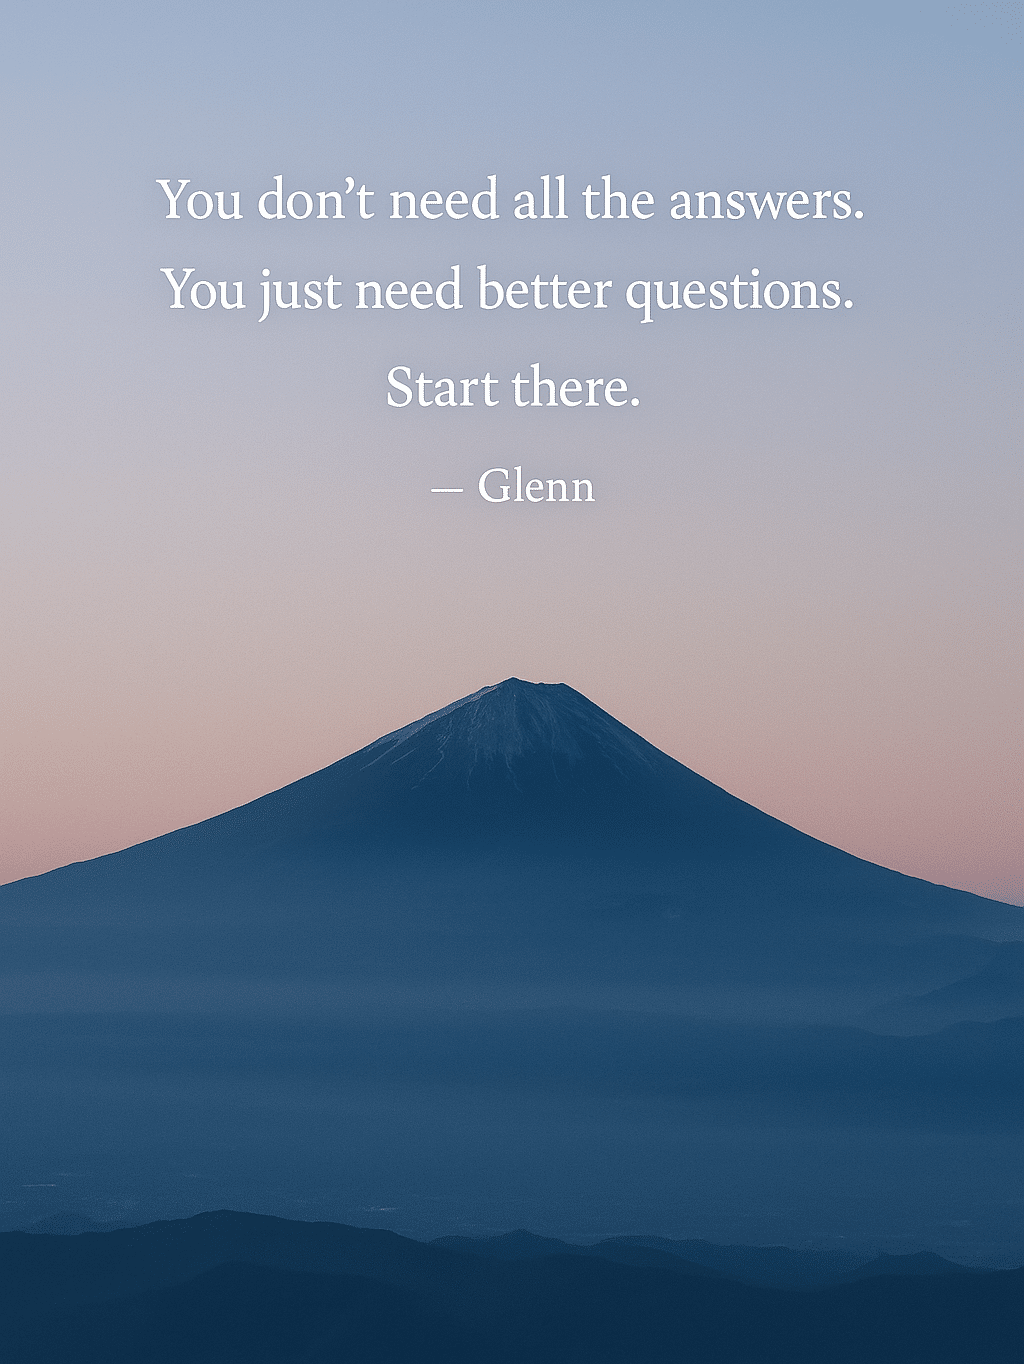 You don’t need all the answers.
You just need better questions.
Start there.
— Glenn